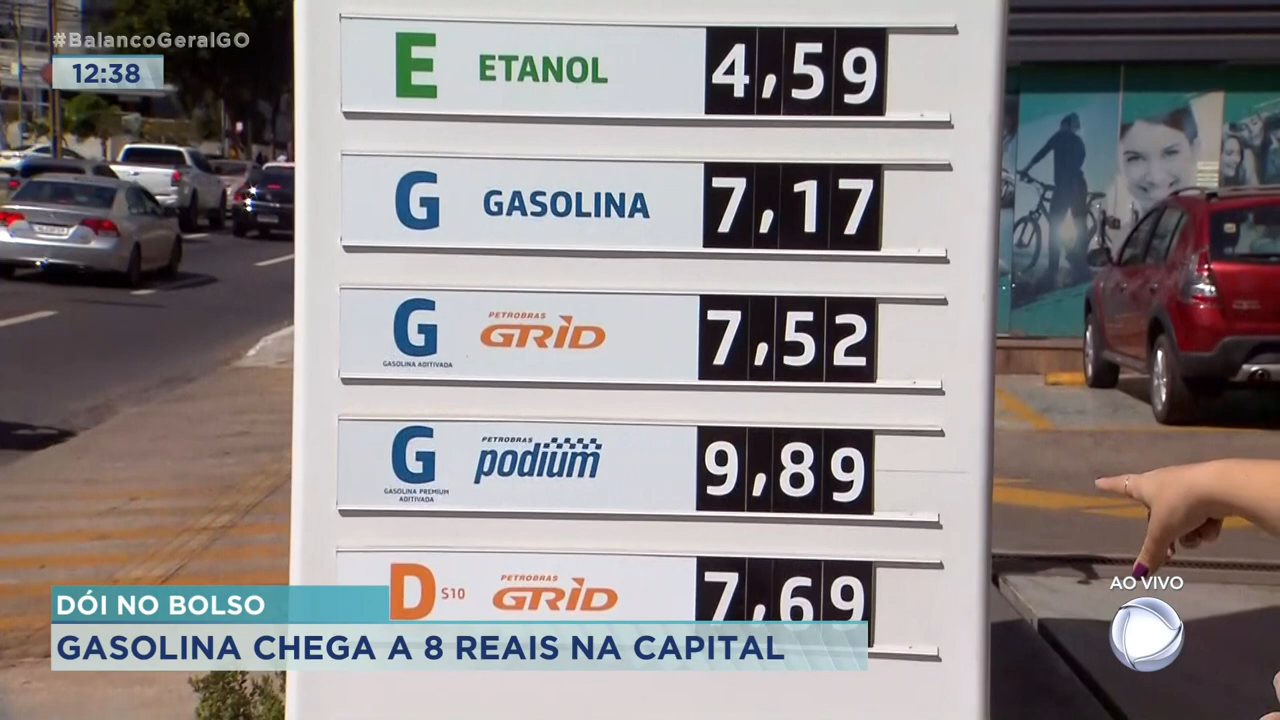 #BalancoGeralGO
12:38
E ETANOL 4,59
G GASOLINA 7,17
G GASOLINA ADITIVADA PETROBRAS GRID 7,52
G GASOLINA PREMIUM ADITIVADA PETROBRAS podium 9,89
D S10 PETROBRAS GRID 7,69
DÓI NO BOLSO
GASOLINA CHEGA A 8 REAIS NA CAPITAL
AO VIVO